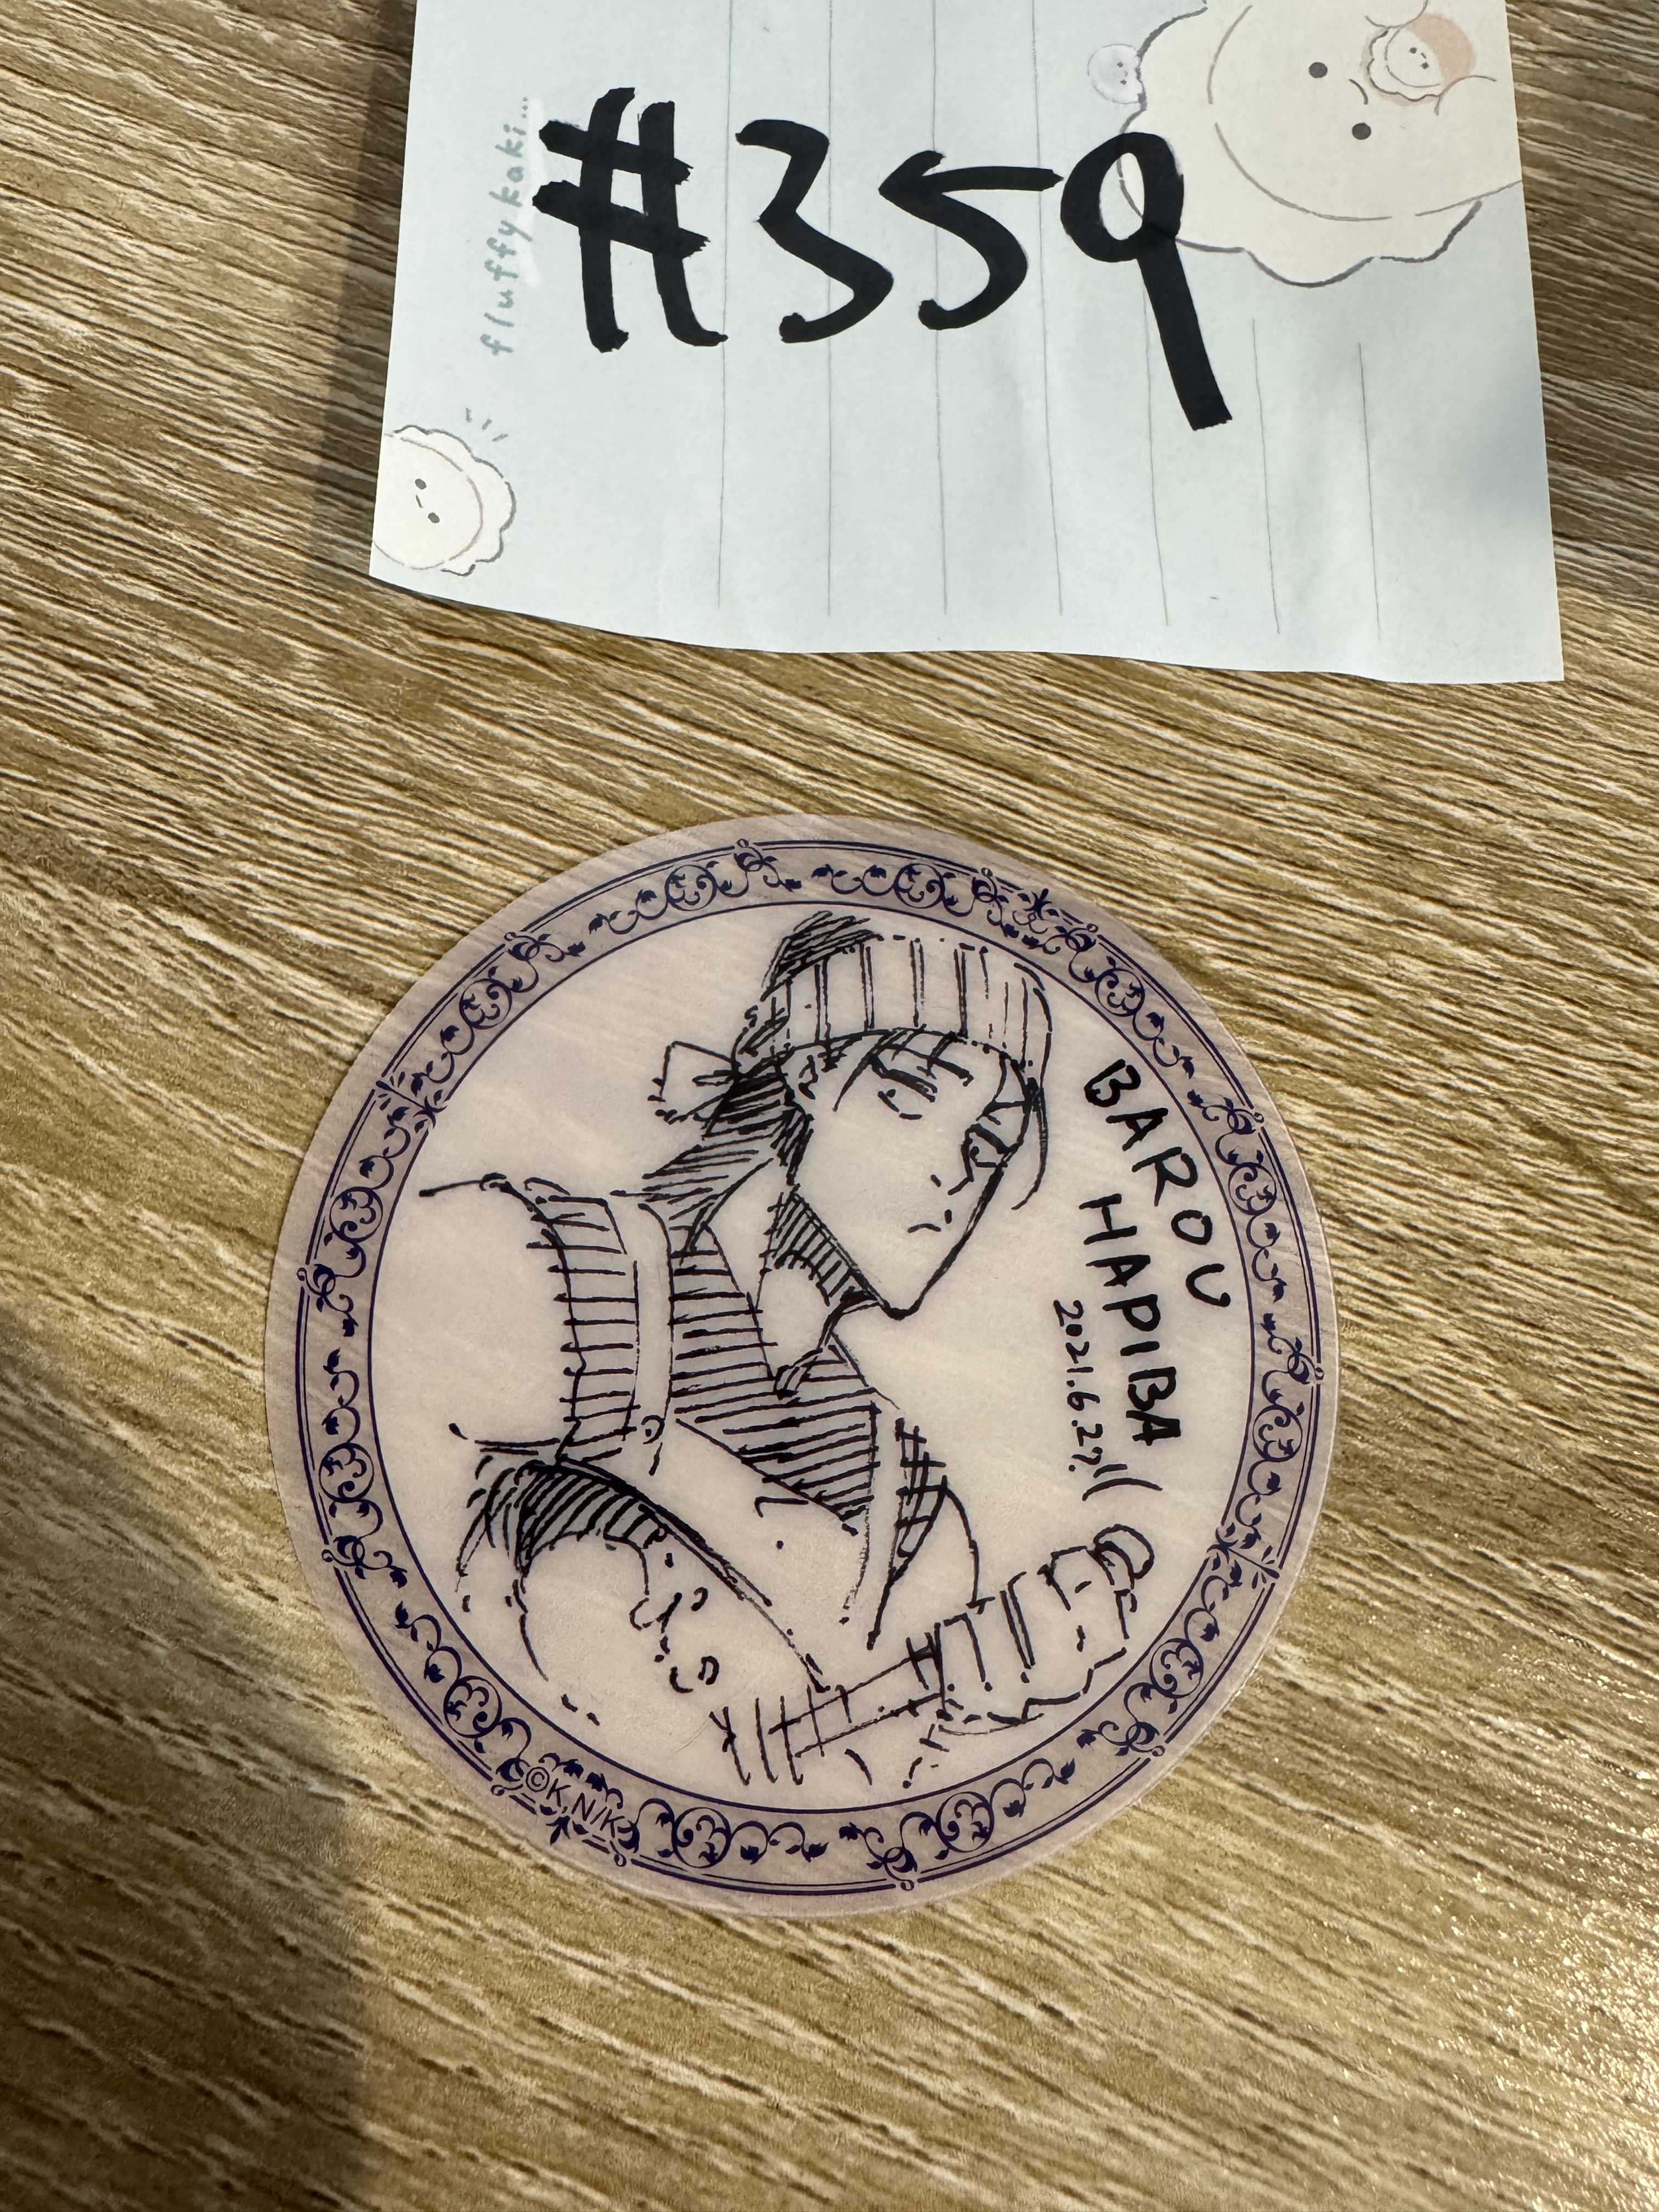 #359
fluffy kaki...
BAROU
HAPIBA
2021.6.27!
©K,N/K